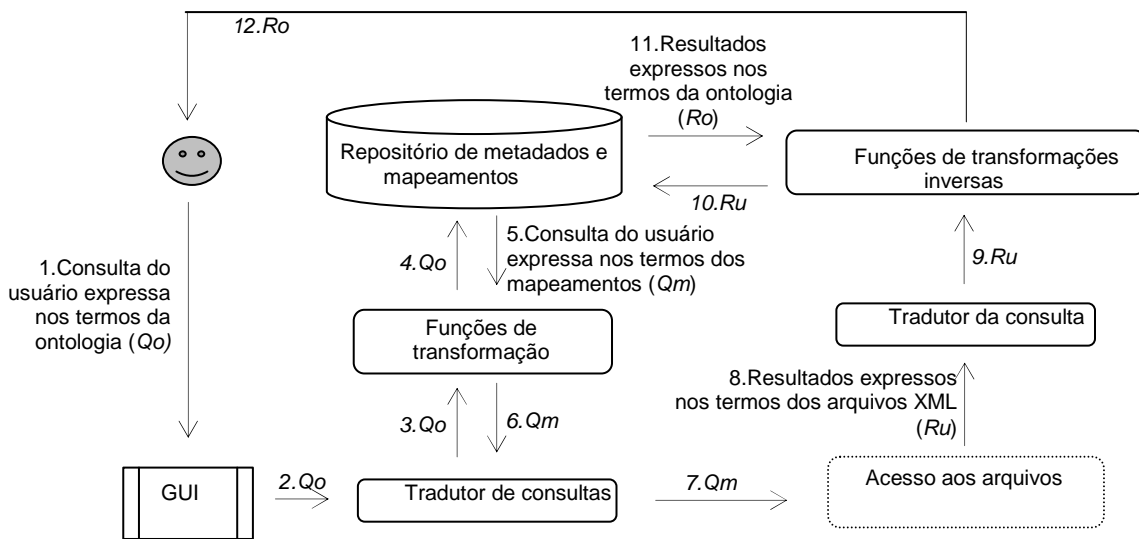 12.Ro
11.Resultados
expressos nos
termos da ontologia
(Ro)
Repositório de metadados e
mapeamentos
Funções de transformações
inversas
10.Ru
1.Consulta do
usuário expressa
nos termos da
ontologia (Qo)
4.Qo
5.Consulta do usuário
expressa nos termos dos
mapeamentos (Qm)
9.Ru
Funções de
transformação
Tradutor da consulta
3.Qo
6.Qm
8.Resultados expressos
nos termos dos arquivos XML
(Ru)
GUI
2.Qo
Tradutor de consultas
7.Qm
Acesso aos arquivos